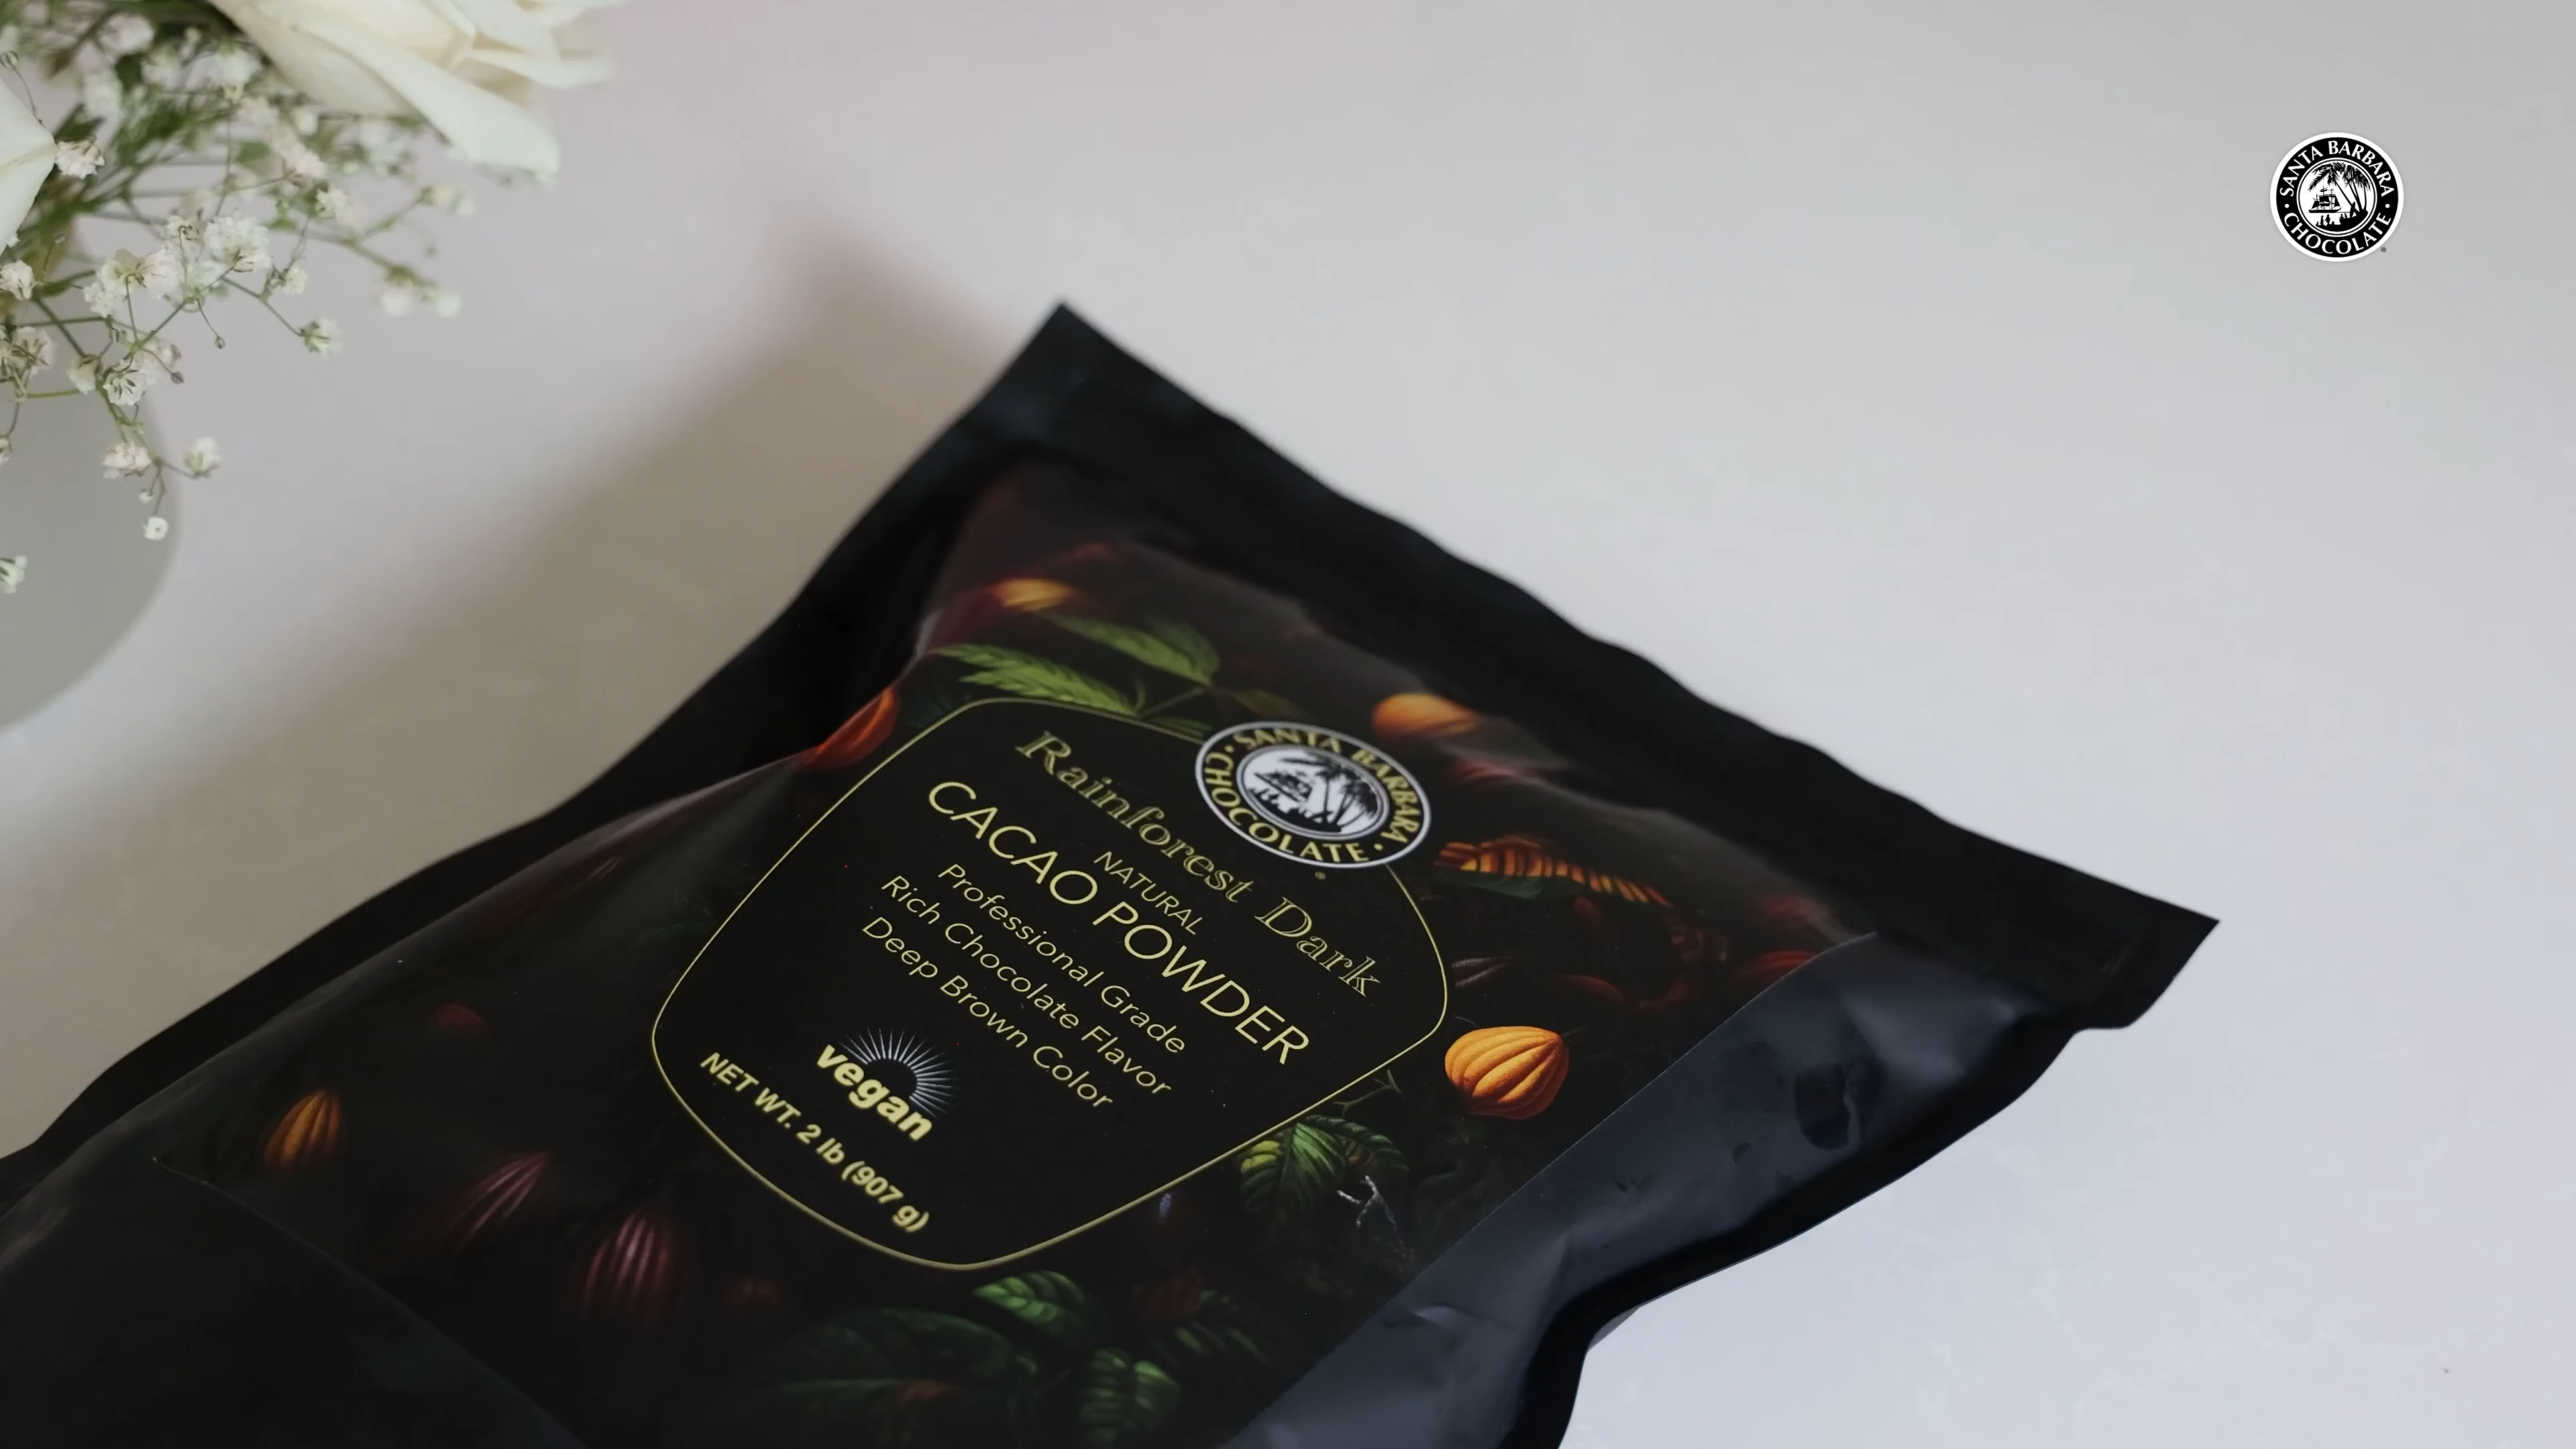 SANTA BARBARA
CHOCOLATE
SANTA BARBARA
CHOCOLATE
Rainforest Dark
NATURAL
CACAO POWDER
Professional Grade
Rich Chocolate Flavor
Deep Brown Color
vegan
NET WT. 2 lb (907 g)